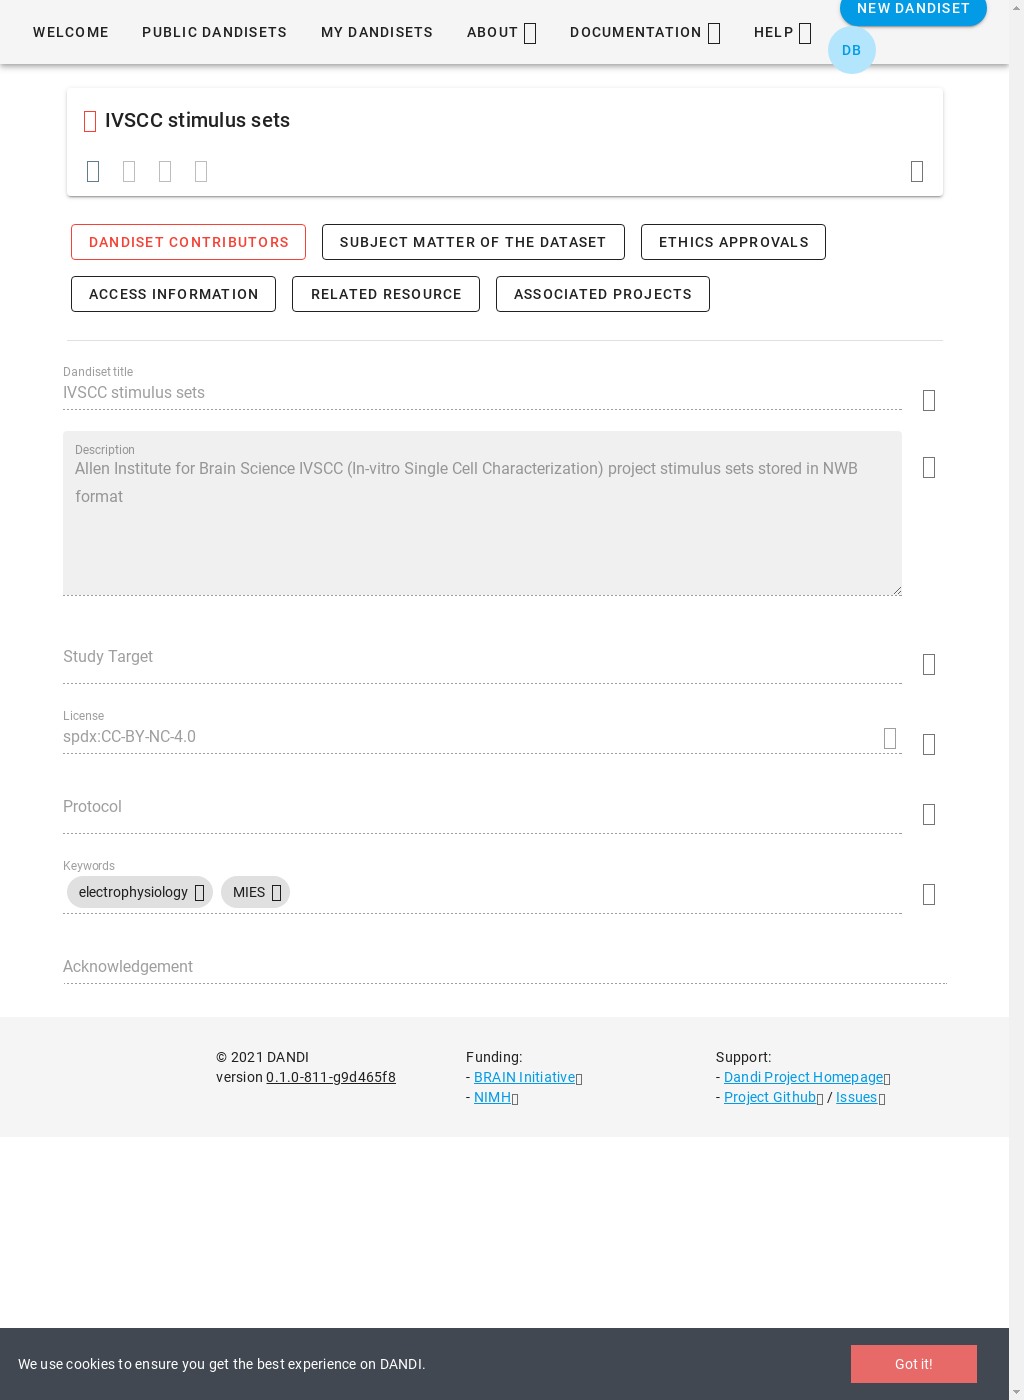 NEW DANDISET
WELCOME PUBLIC DANDISETS MY DANDISETS ABOUT DOCUMENTATION HELP
DB
IVSCC stimulus sets
DANDISET CONTRIBUTORS SUBJECT MATTER OF THE DATASET ETHICS APPROVALS
ACCESS INFORMATION RELATED RESOURCE ASSOCIATED PROJECTS
Dandiset title
IVSCC stimulus sets
Description
Allen Institute for Brain Science IVSCC (In-vitro Single Cell Characterization) project stimulus sets stored in NWB
format
Study Target
License
spdx:CC-BY-NC-4.0
Protocol
Keywords
electrophysiology MIES
Acknowledgement
© 2021 DANDI
version 0.1.0-811-g9d465f8
Funding:
- BRAIN Initiative
- NIMH
Support:
- Dandi Project Homepage
- Project Github / Issues
We use cookies to ensure you get the best experience on DANDI.
Got it!